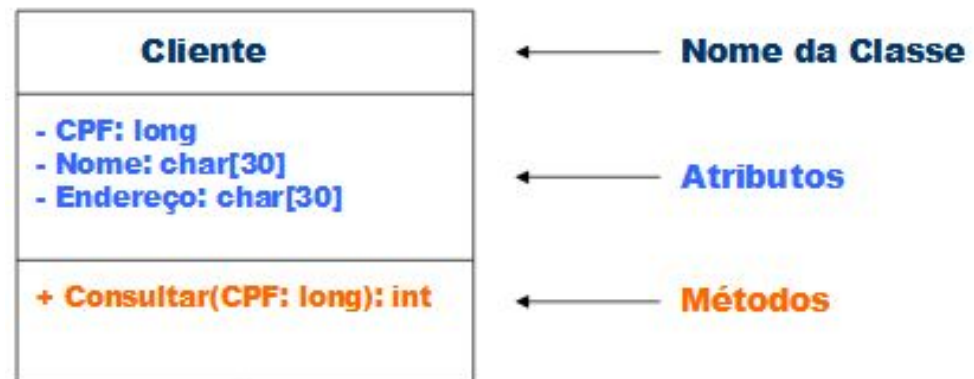 Cliente
Nome da Classe
- CPF: long
- Nome: char[30]
- Endereço: char[30]
Atributos
+ Consultar(CPF: long): int
Métodos